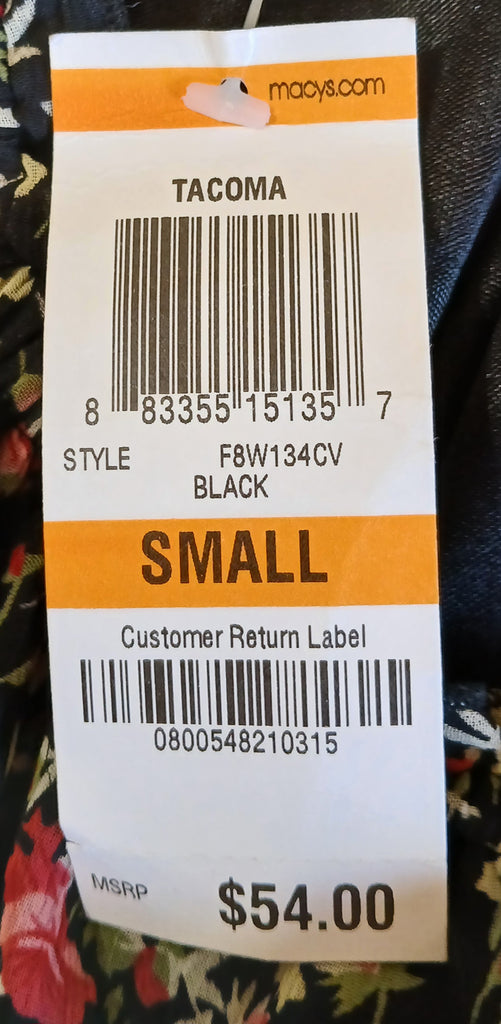 macys.com
TACOMA
8 83355 15135 7
STYLE F8W134CV
BLACK
SMALL
Customer Return Label
0800548210315
MSRP $54.00